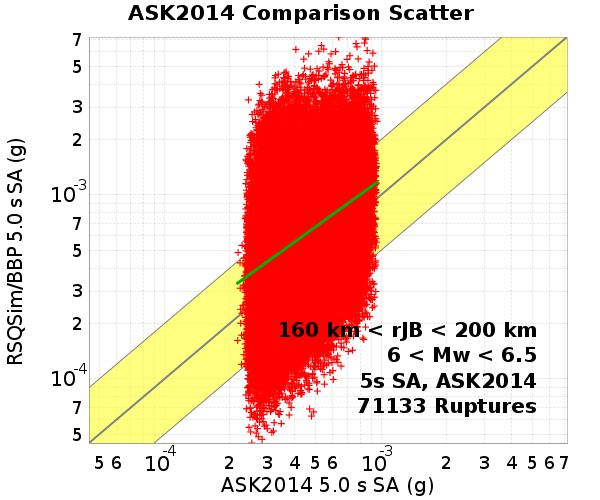 ASK2014 Comparison Scatter
RSQSim/BBP 5.0 s SA (g)
7
5
3
2
10-3
7
5
3
2
10-4
7
5
160 km < rJB < 200 km
6 < Mw < 6.5
5s SA, ASK2014
71133 Ruptures
5 6 10-4 2 3 4 5 6 10-3 2 3 4 5 6 7
ASK2014 5.0 s SA (g)